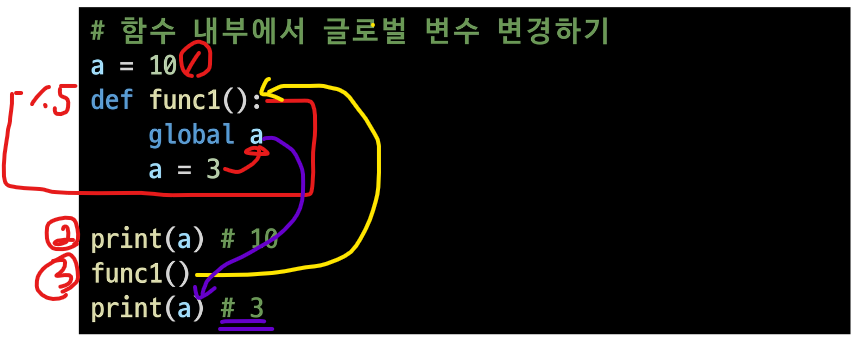 # 함수 내부에서 글로벌 변수 변경하기
a = 10 1
1.5 def func1():
global a
a = 3
2 print(a) # 10
3 func1()
print(a) # 3